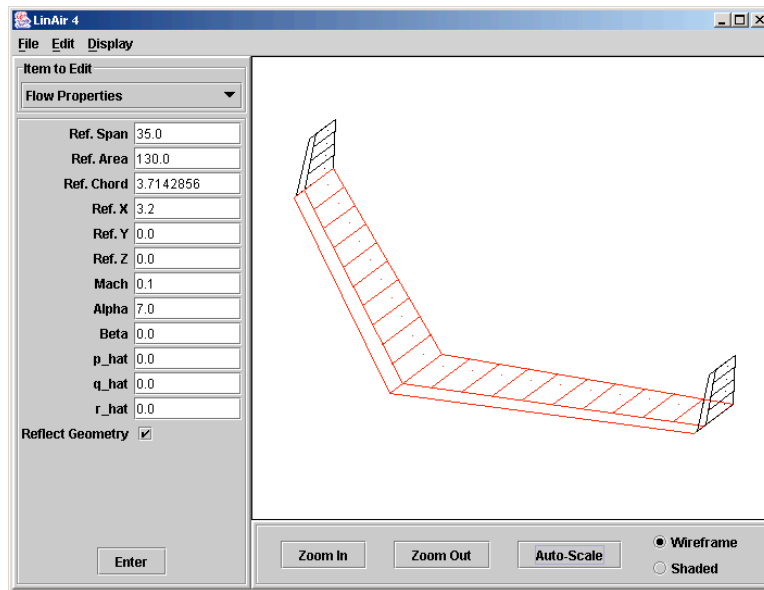 LinAir 4
File Edit Display
Item to Edit
Flow Properties
Ref. Span 35.0
Ref. Area 130.0
Ref. Chord 3.7142856
Ref. X 3.2
Ref. Y 0.0
Ref. Z 0.0
Mach 0.1
Alpha 7.0
Beta 0.0
p_hat 0.0
q_hat 0.0
r_hat 0.0
Reflect Geometry
Enter
Zoom In Zoom Out Auto-Scale
Wireframe
Shaded